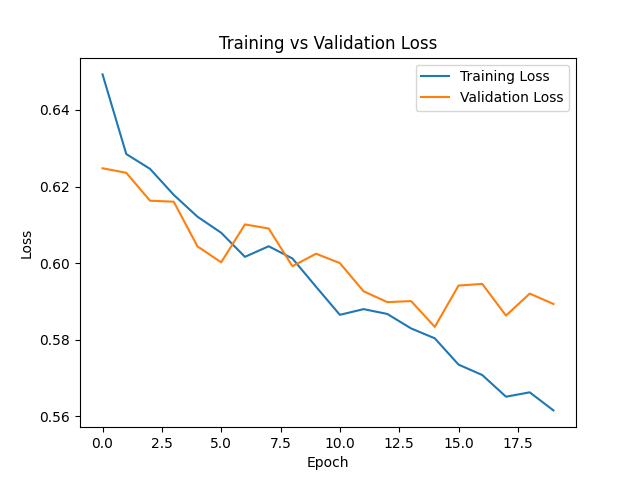 Training vs Validation Loss
Training Loss
Validation Loss
0.64
0.62
0.60
0.58
0.56
Loss
0.0 2.5 5.0 7.5 10.0 12.5 15.0 17.5
Epoch